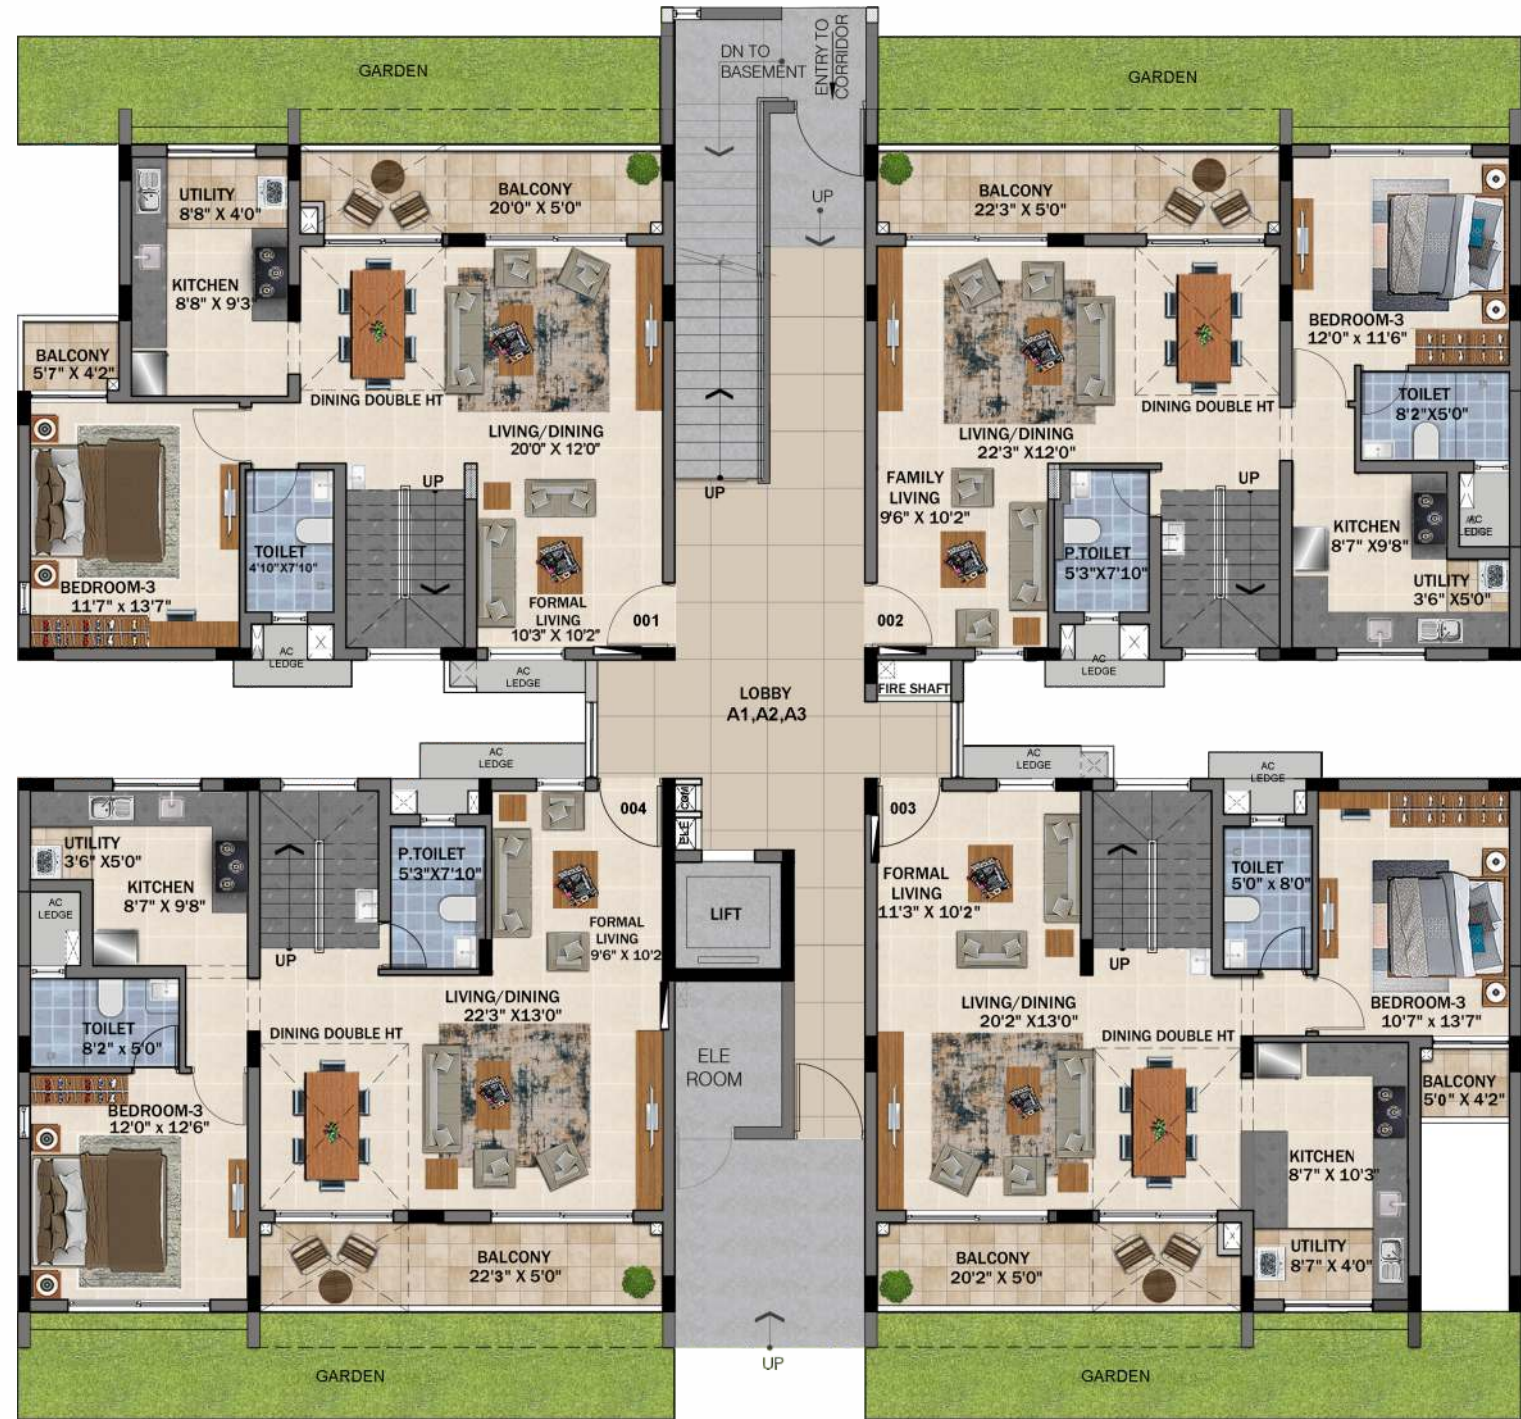 GARDEN
DN TO
BASEMENT
ENTRY TO
CORRIDOR
GARDEN
UTILITY
8'8" X 4'0"
BALCONY
20'0" X 5'0"
KITCHEN
8'8" X 9'3"
BALCONY
5'7" X 4'2"
DINING DOUBLE HT
LIVING/DINING
20'0" X 12'0"
UP
TOILET
4'10"X7'10"
BEDROOM-3
11'7" x 13'7"
FORMAL
LIVING
10'3" X 10'2"
001
AC
LEDGE
AC
LEDGE
UP
UP
BALCONY
22'3" X 5'0"
BEDROOM-3
12'0" x 11'6"
DINING DOUBLE HT
TOILET
8'2"X5'0"
LIVING/DINING
22'3" X12'0"
FAMILY
LIVING
9'6" X 10'2"
UP
P.TOILET
5'3"X7'10"
KITCHEN
8'7" X9'8"
AC
LEDGE
UTILITY
3'6" X5'0"
002
AC
LEDGE
FIRE SHAFT
LOBBY
A1,A2,A3
AC
LEDGE
004
COM
ELE
UTILITY
3'6" X5'0"
P.TOILET
5'3"X7'10"
KITCHEN
8'7" X 9'8"
AC
LEDGE
FORMAL
LIVING
9'6" X 10'2
UP
LIVING/DINING
22'3" X13'0"
TOILET
8'2" x 5'0"
DINING DOUBLE HT
BEDROOM-3
12'0" x 12'6"
BALCONY
22'3" X 5'0"
LIFT
ELE
ROOM
UP
AC
LEDGE
AC
LEDGE
003
FORMAL
LIVING
11'3" X 10'2"
TOILET
5'0" x 8'0"
UP
LIVING/DINING
20'2" X13'0"
BEDROOM-3
10'7" x 13'7"
DINING DOUBLE HT
BALCONY
5'0" X 4'2"
KITCHEN
8'7" X 10'3"
BALCONY
20'2" X 5'0"
UTILITY
8'7" X 4'0"
GARDEN
GARDEN